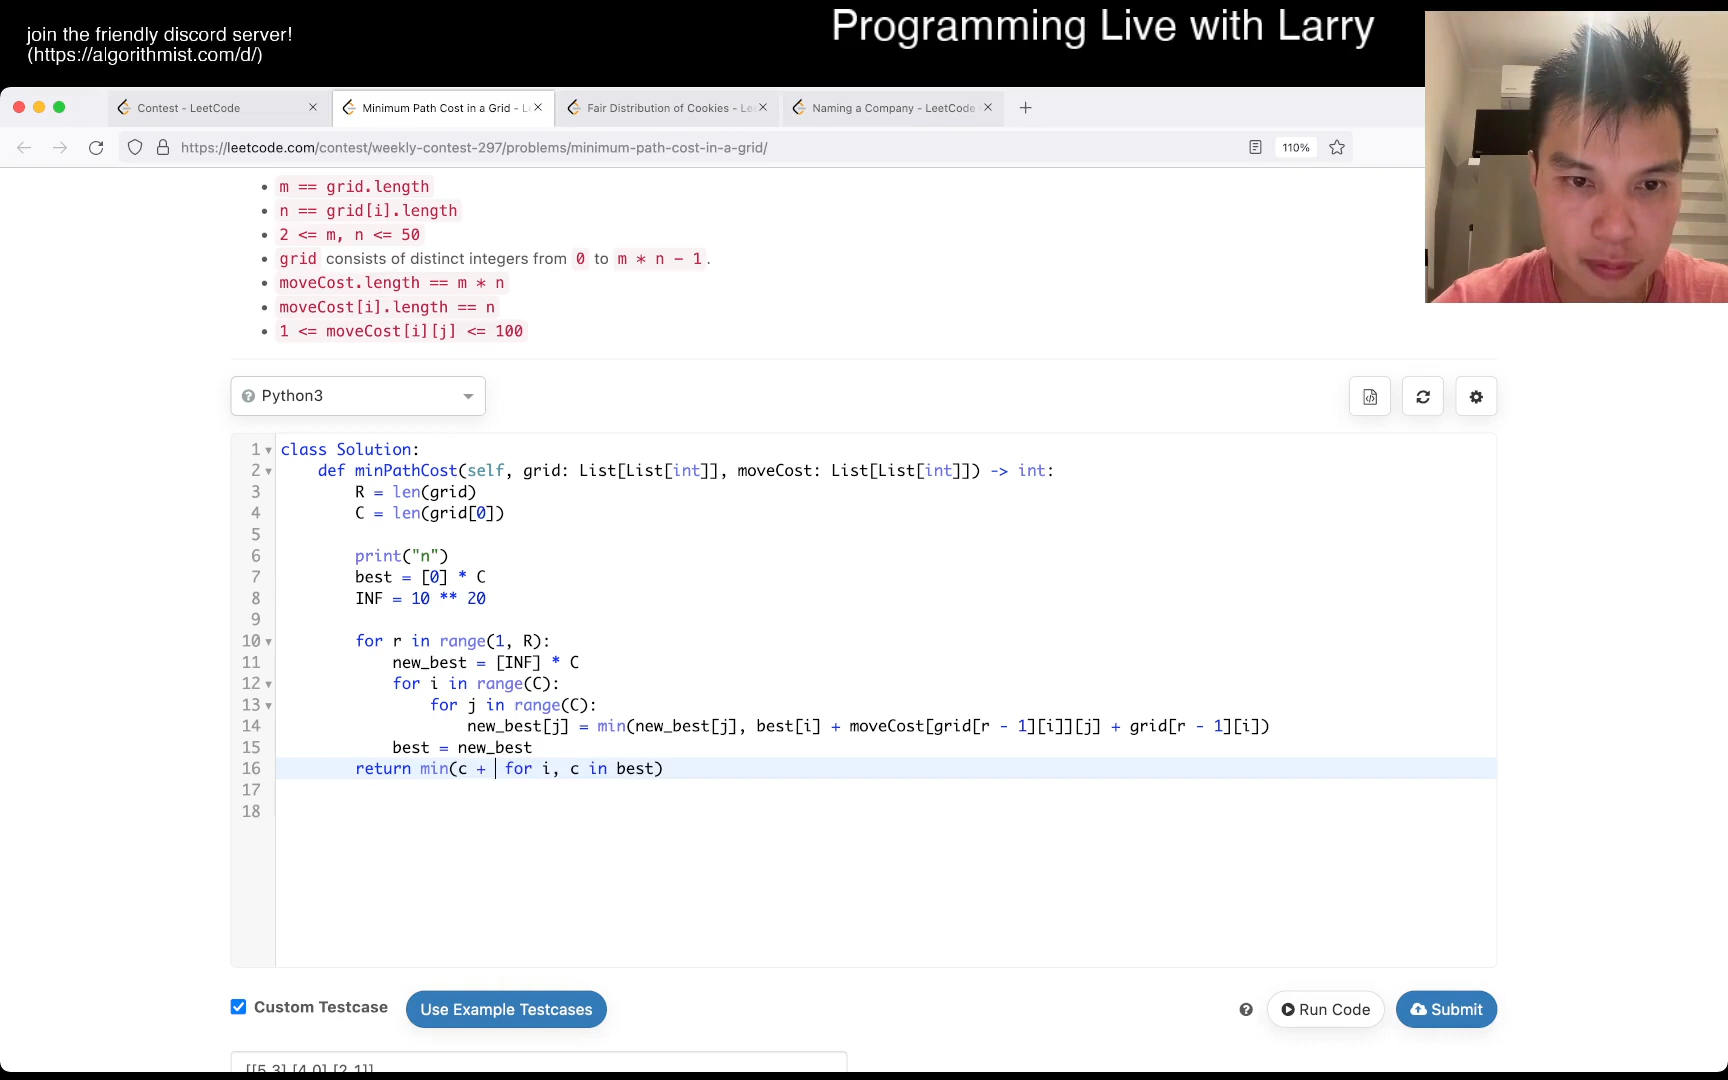 join the friendly discord server!
(https://algorithmist.com/d/)
Programming Live with Larry
Contest - LeetCode
Minimum Path Cost in a Grid - L
Fair Distribution of Cookies - Le
Naming a Company - LeetCode
https://leetcode.com/contest/weekly-contest-297/problems/minimum-path-cost-in-a-grid/
110%
m == grid.length
n == grid[i].length
2 <= m, n <= 50
grid consists of distinct integers from 0 to m * n - 1.
moveCost.length == m * n
moveCost[i].length == n
1 <= moveCost[i][j] <= 100
Python3
1 class Solution:
2 def minPathCost(self, grid: List[List[int]], moveCost: List[List[int]]) -> int:
3 R = len(grid)
4 C = len(grid[0])
5
6 print("n")
7 best = [0] * C
8 INF = 10 ** 20
9
10 for r in range(1, R):
11 new_best = [INF] * C
12 for i in range(C):
13 for j in range(C):
14 new_best[j] = min(new_best[j], best[i] + moveCost[grid[r - 1][i]][j] + grid[r - 1][i])
15 best = new_best
16 return min(c + for i, c in best)
17
18
Custom Testcase
Use Example Testcases
Run Code
Submit
[[5,3],[4,0],[2,1]]